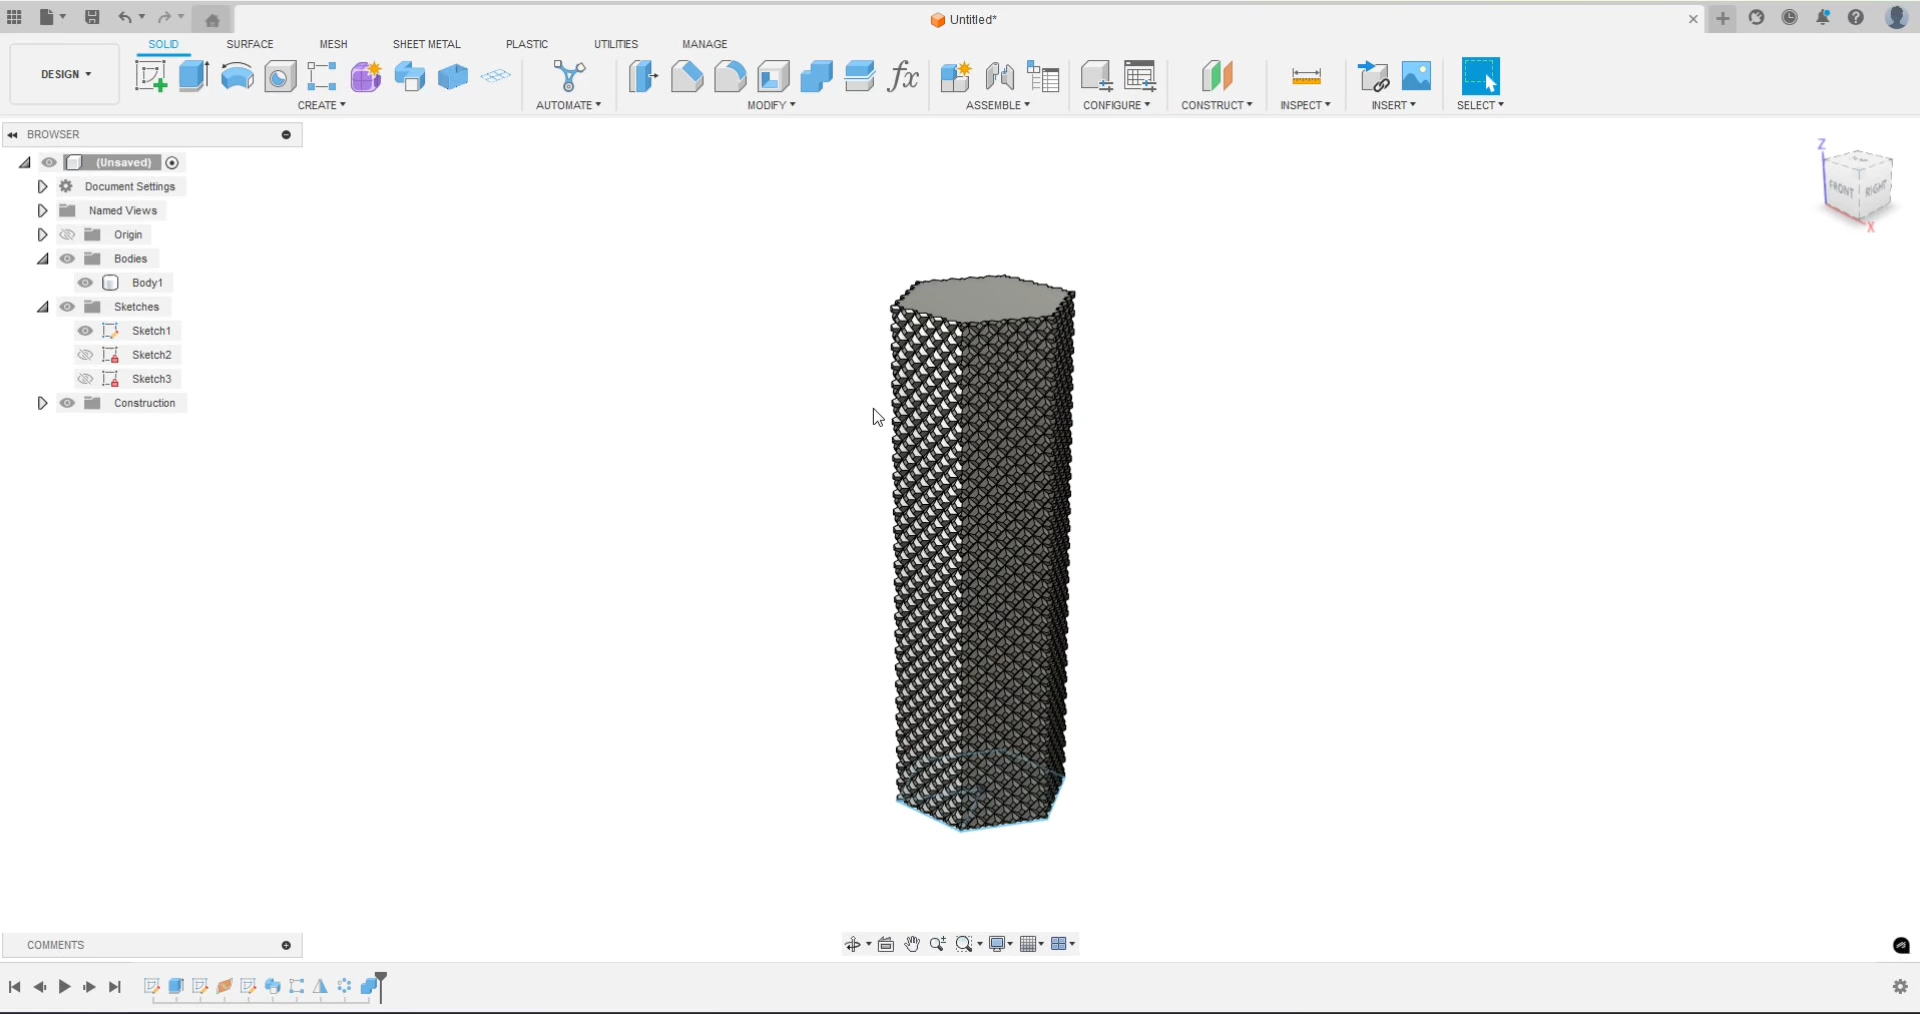 Untitled*
SOLID SURFACE MESH SHEET METAL PLASTIC UTILITIES MANAGE
DESIGN
fx
CREATE AUTOMATE MODIFY ASSEMBLE CONFIGURE CONSTRUCT INSPECT INSERT SELECT
BROWSER
(Unsaved)
Document Settings
Named Views
Origin
Bodies
Body1
Sketches
Sketch1
Sketch2
Sketch3
Construction
Z
FRONT RIGHT
X
COMMENTS